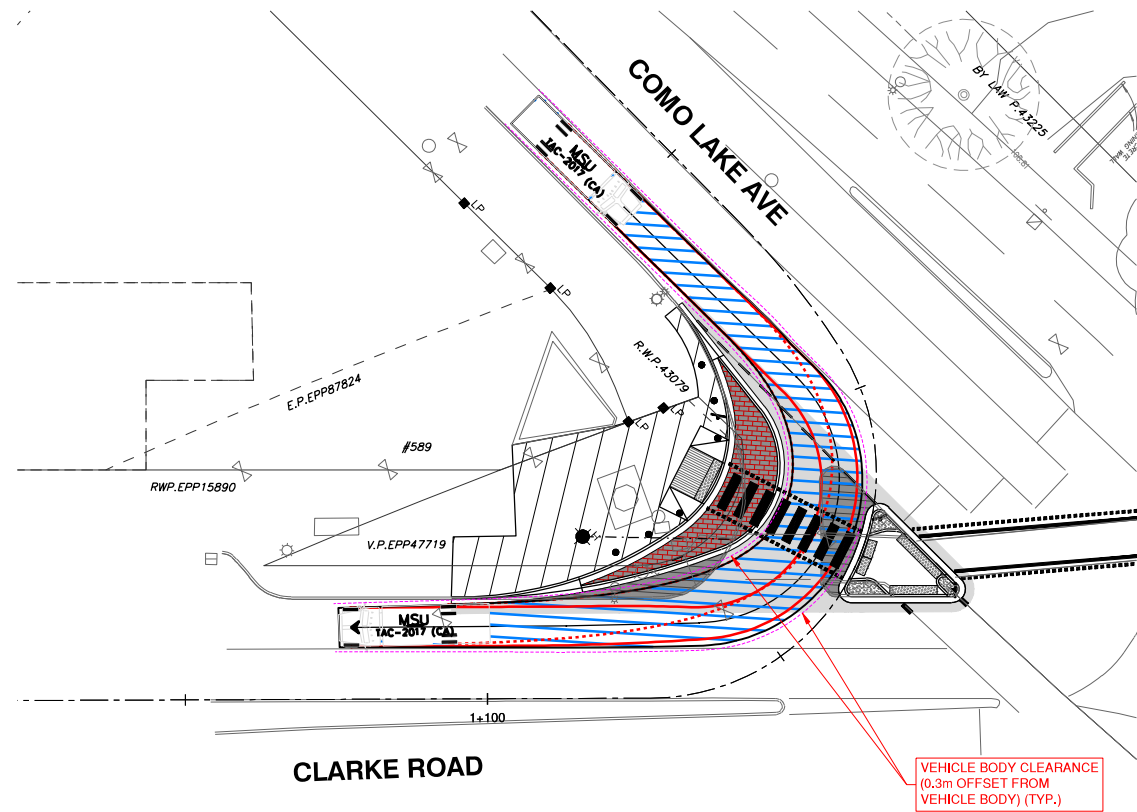 COMO LAKE AVE
BY LAW P.43225
MSU
TAC-2017 (CA)
LP
LP
R.W.P.43079
E.P.EPP87824
LP
LP
#589
RWP.EPP15890
V.P.EPP47719
MSU
TAC-2017 (CA)
1+100
CLARKE ROAD
VEHICLE BODY CLEARANCE
(0.3m OFFSET FROM
VEHICLE BODY) (TYP.)